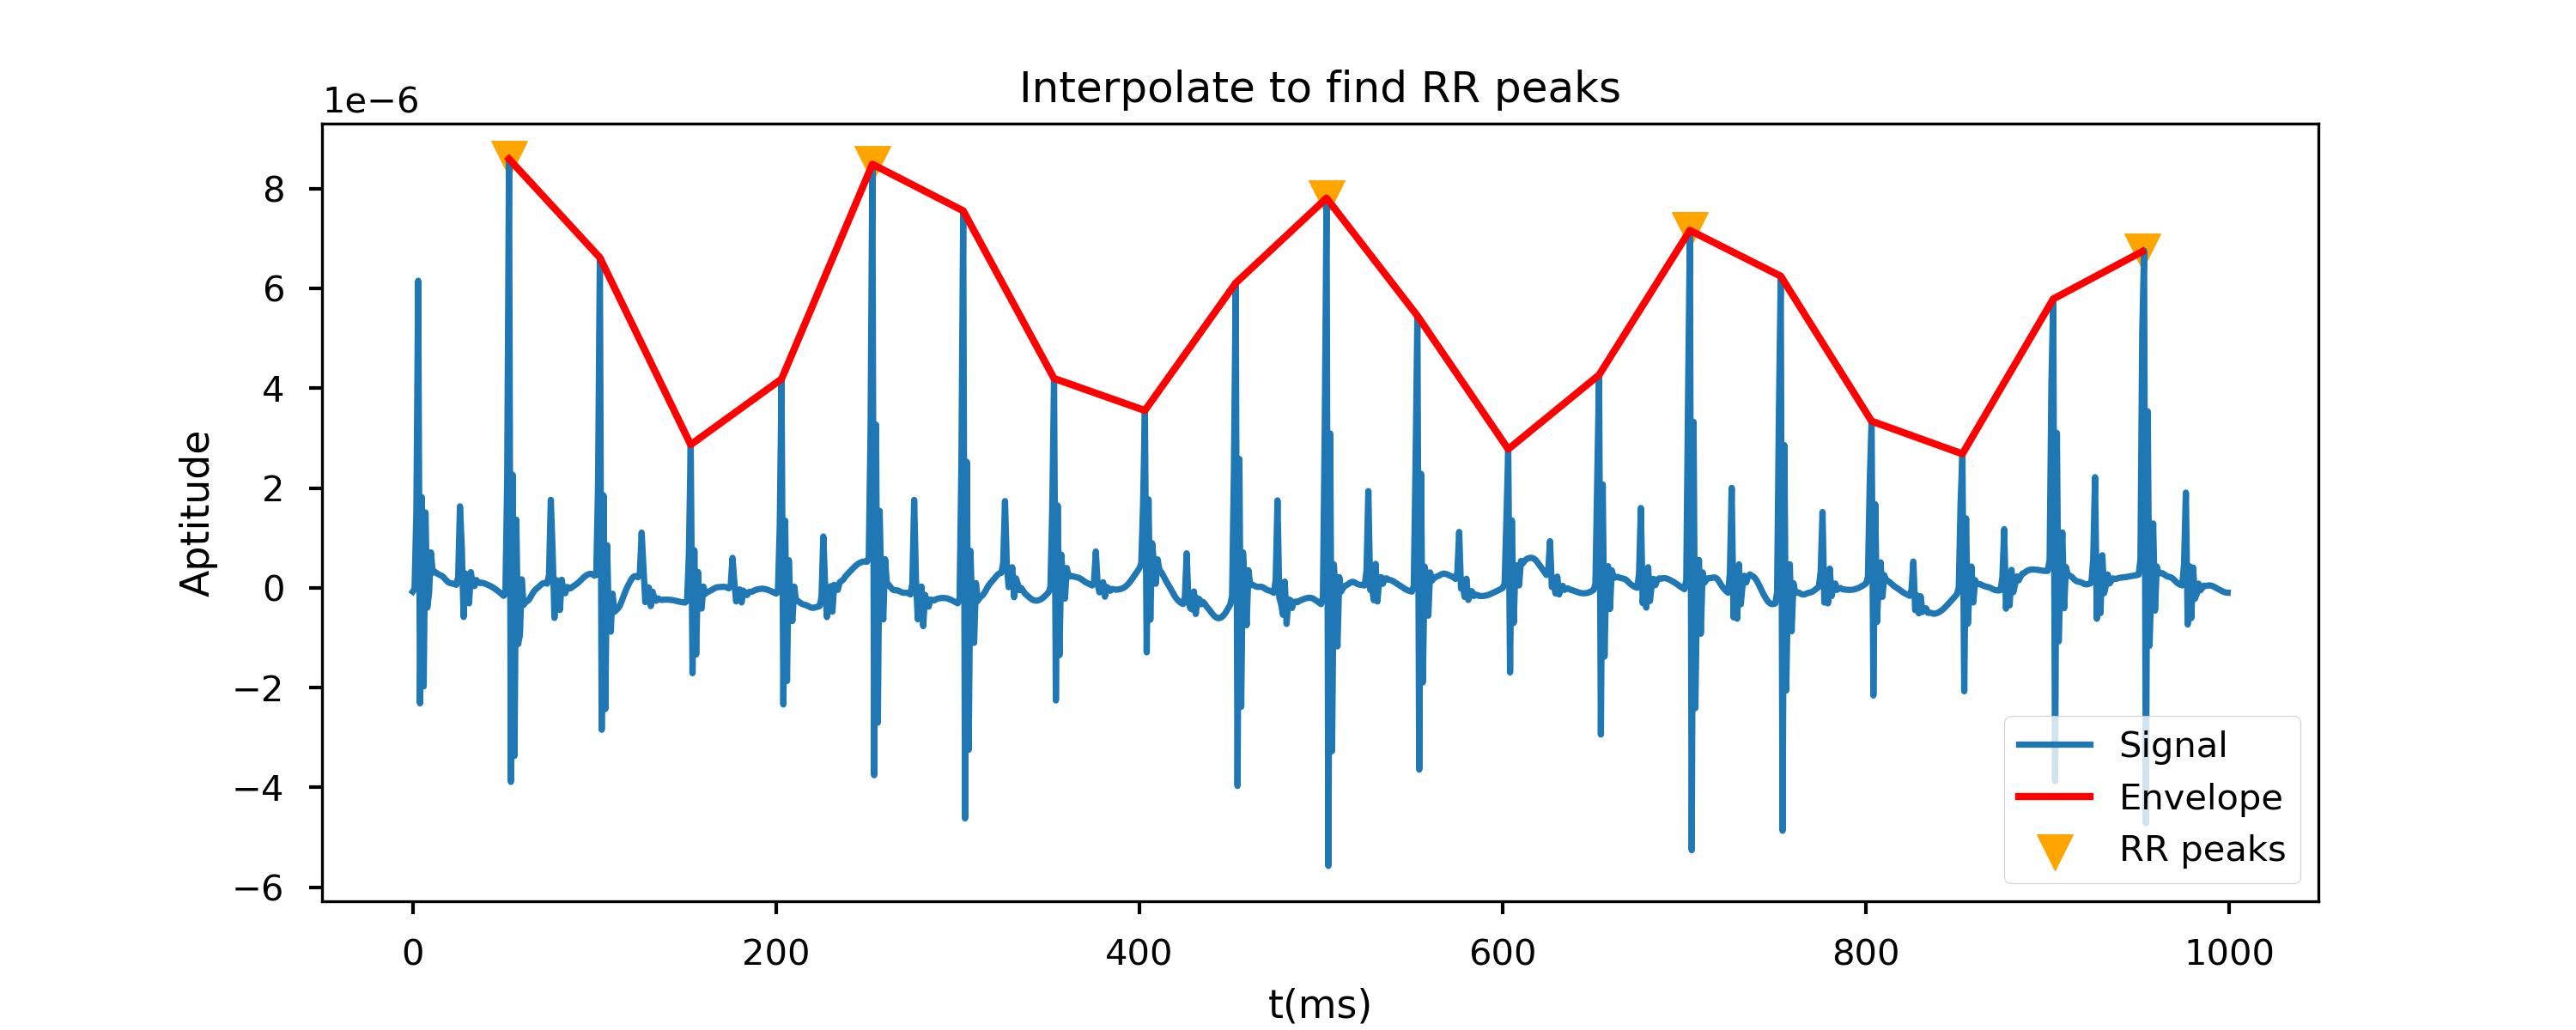 Interpolate to find RR peaks
1e−6
8
6
4
2
0
−2
−4
−6
Aptitude
0 200 400 600 800 1000
t(ms)
Signal
Envelope
RR peaks